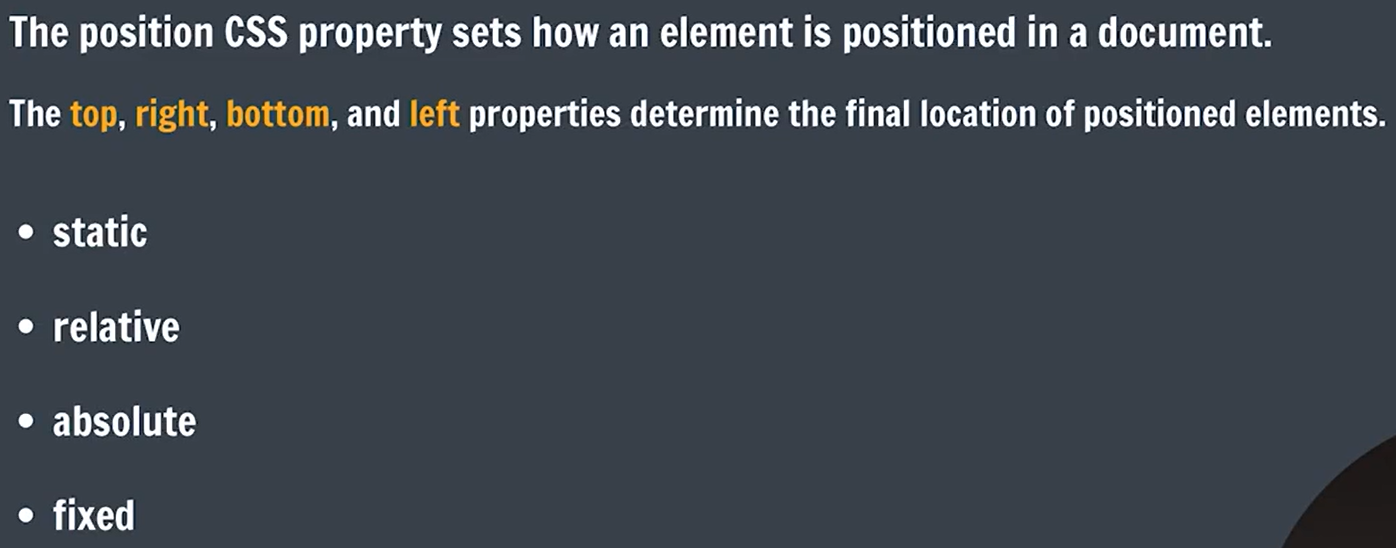 The position CSS property sets how an element is positioned in a document.
The top, right, bottom, and left properties determine the final location of positioned elements.
• static
• relative
• absolute
• fixed